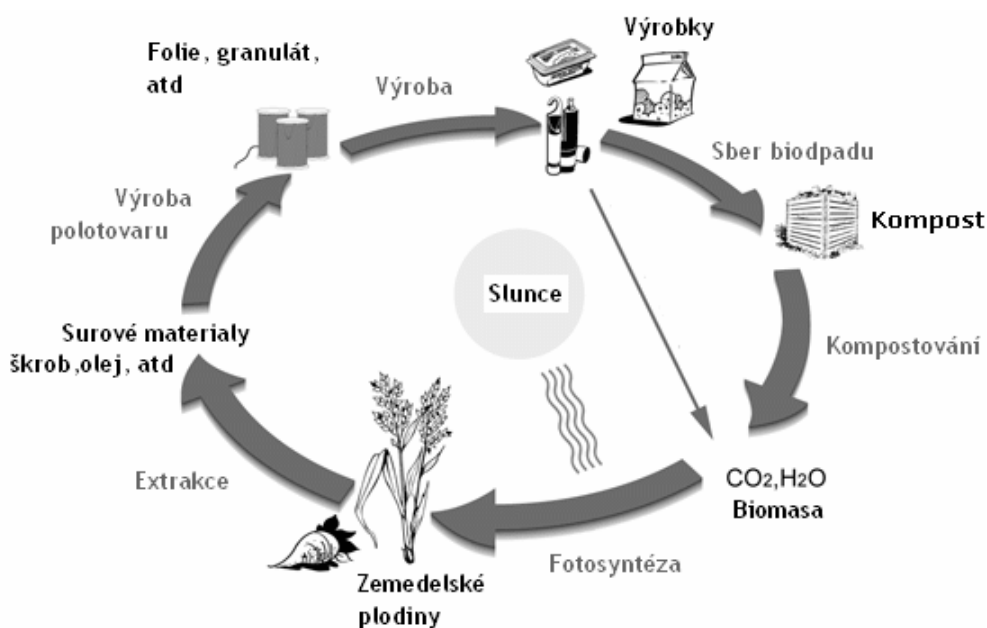 Folie, granulát,
atd
Výroba
Výrobky
Sber biodpadu
Kompost
Výroba
polotovaru
Slunce
Surové materialy
škrob,olej, atd
Kompostování
Extrakce
CO2,H2O
Biomasa
Fotosyntéza
Zemedelské
plodiny